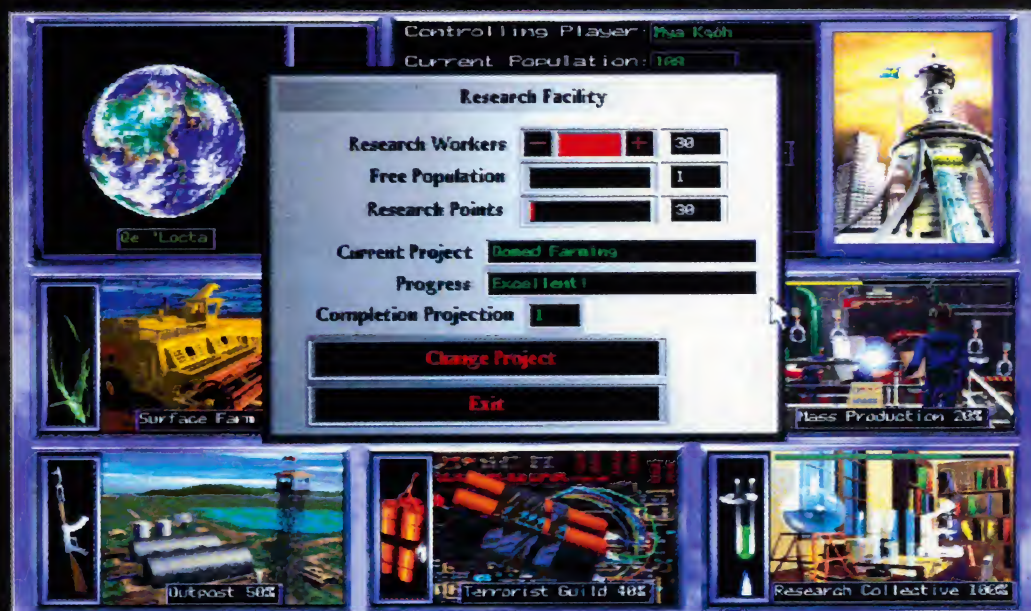 Controlling Player: Mya Kqòh
Current Population: 100
Research Facility
Research Workers - + 30
Free Population 1
Research Points 30
Current Project Domed Farming
Progress Excellent!
Completion Projection 1
Change Project
Exit
Qe 'Locta
Surface Farm
Mass Production 20%
Outpost 50%
Terrorist Guild 40%
Research Collective 100%